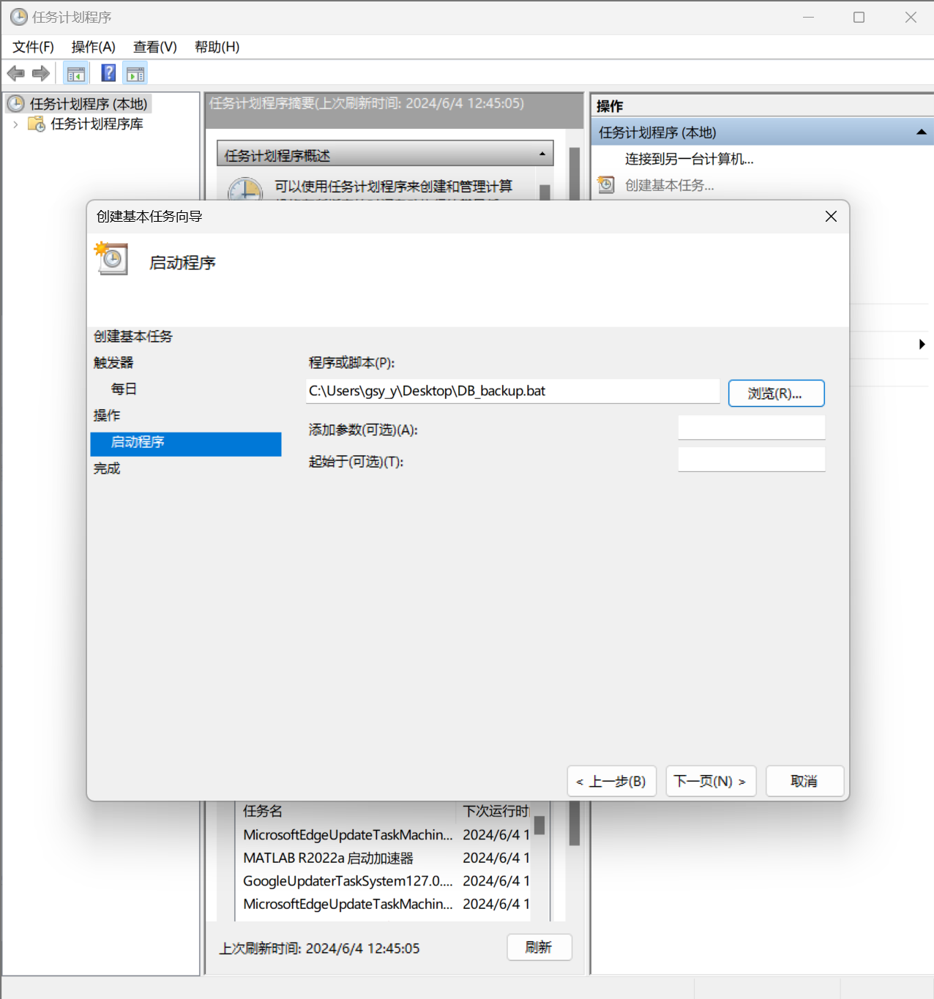 任务计划程序
文件(F) 操作(A) 查看(V) 帮助(H)
任务计划程序 (本地)
任务计划程序库
任务计划程序摘要(上次刷新时间: 2024/6/4 12:45:05)
任务计划程序概述
可以使用任务计划程序来创建和管理计算
操作
任务计划程序 (本地)
连接到另一台计算机...
创建基本任务...
创建基本任务向导
启动程序
创建基本任务
触发器
每日
操作
启动程序
完成
程序或脚本(P):
C:\Users\gsy_y\Desktop\DB_backup.bat
浏览(R)...
添加参数(可选)(A):
起始于(可选)(T):
< 上一步(B)
下一页(N) >
取消
任务名 下次运行时
MicrosoftEdgeUpdateTaskMachin... 2024/6/4 1
MATLAB R2022a 启动加速器 2024/6/4 1
GoogleUpdaterTaskSystem127.0.... 2024/6/4 1
MicrosoftEdgeUpdateTaskMachin... 2024/6/4 1
上次刷新时间: 2024/6/4 12:45:05
刷新